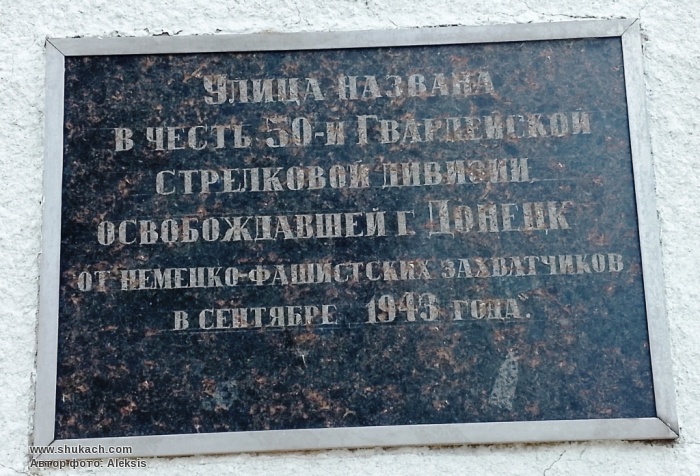 Улица названа
в честь 50-й Гвардейской
стрелковой дивизии
освобождавшей г. Донецк
от немецко-фашистских захватчиков
в сентябре 1943 года."
www.shukach.com
Автор фото: Aleksis